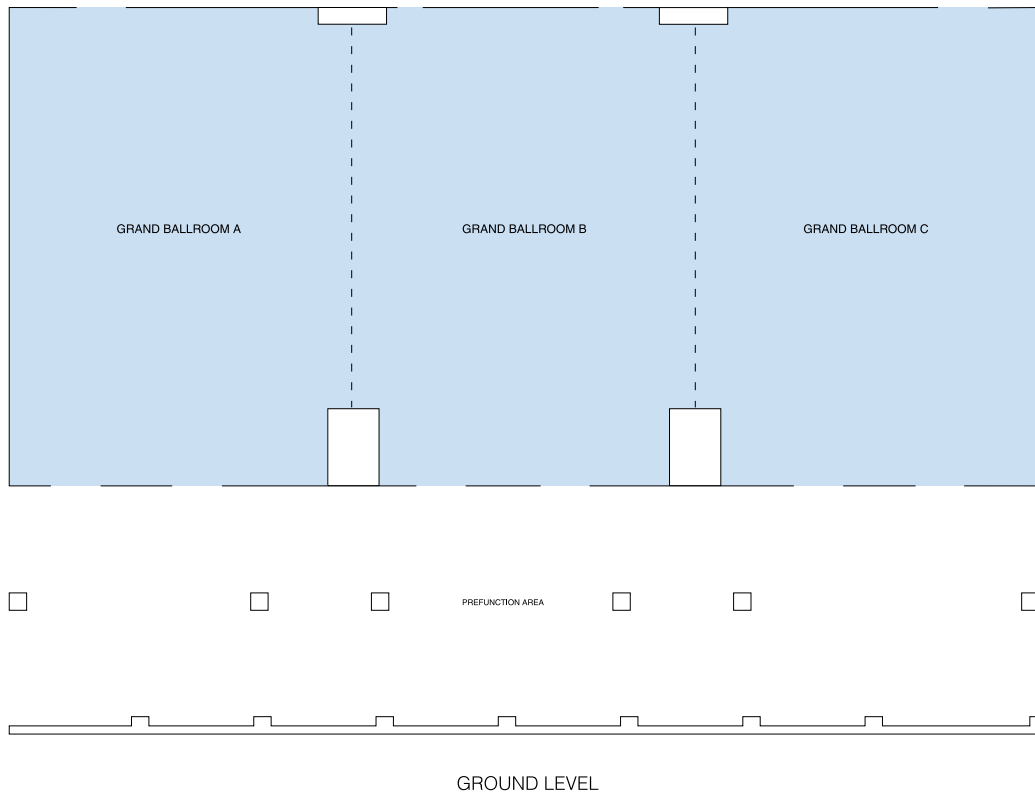 GRAND BALLROOM A
GRAND BALLROOM B
GRAND BALLROOM C
PREFUNCTION AREA
GROUND LEVEL